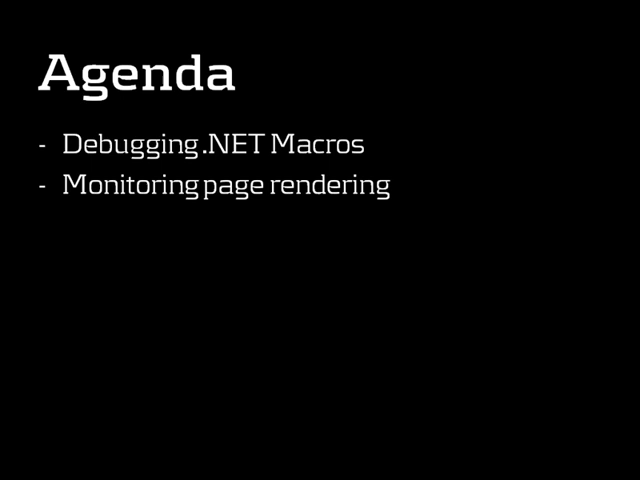 Agenda
- Debugging .NET Macros
- Monitoring page rendering